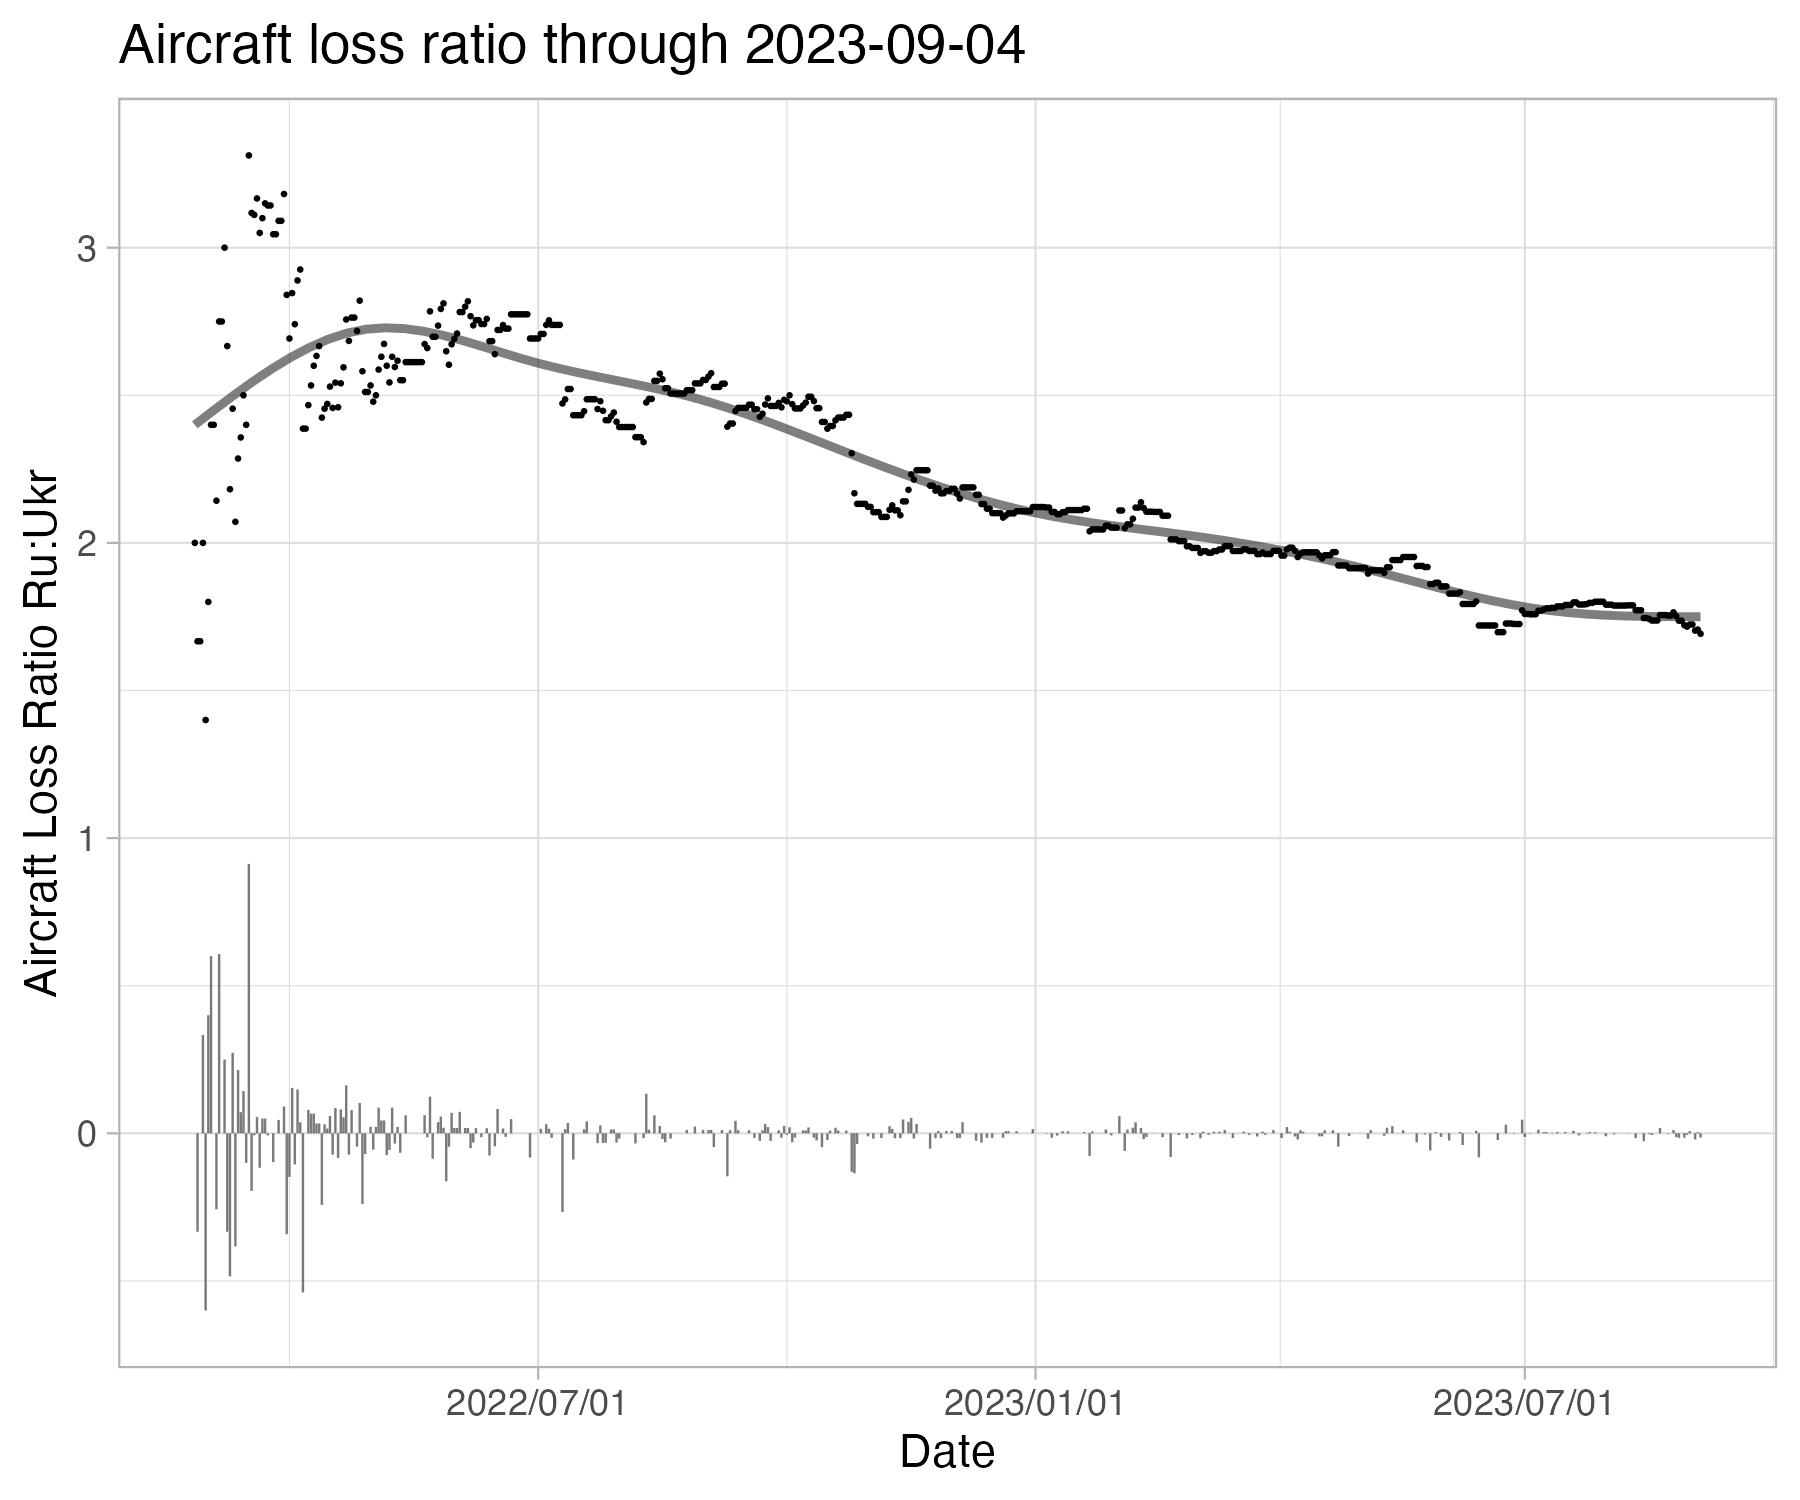 Aircraft loss ratio through 2023-09-04
Aircraft Loss Ratio Ru:Ukr
3
2
1
0
2022/07/01
2023/01/01
2023/07/01
Date